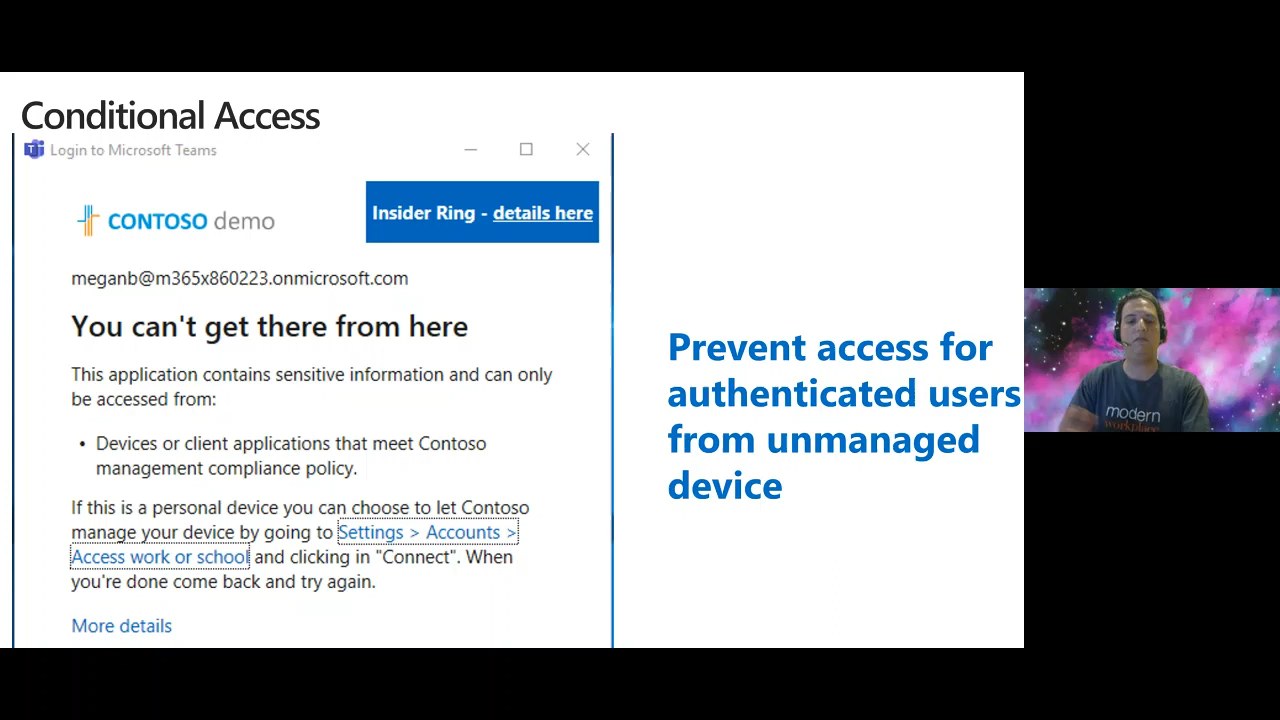 Conditional Access
Login to Microsoft Teams
CONTOSO demo
Insider Ring - details here
meganb@m365x860223.onmicrosoft.com
You can't get there from here
This application contains sensitive information and can only
be accessed from:
• Devices or client applications that meet Contoso
management compliance policy.
If this is a personal device you can choose to let Contoso
manage your device by going to Settings > Accounts >
Access work or school and clicking in "Connect". When
you're done come back and try again.
More details
Prevent access for
authenticated users
from unmanaged
device
modern
workplace